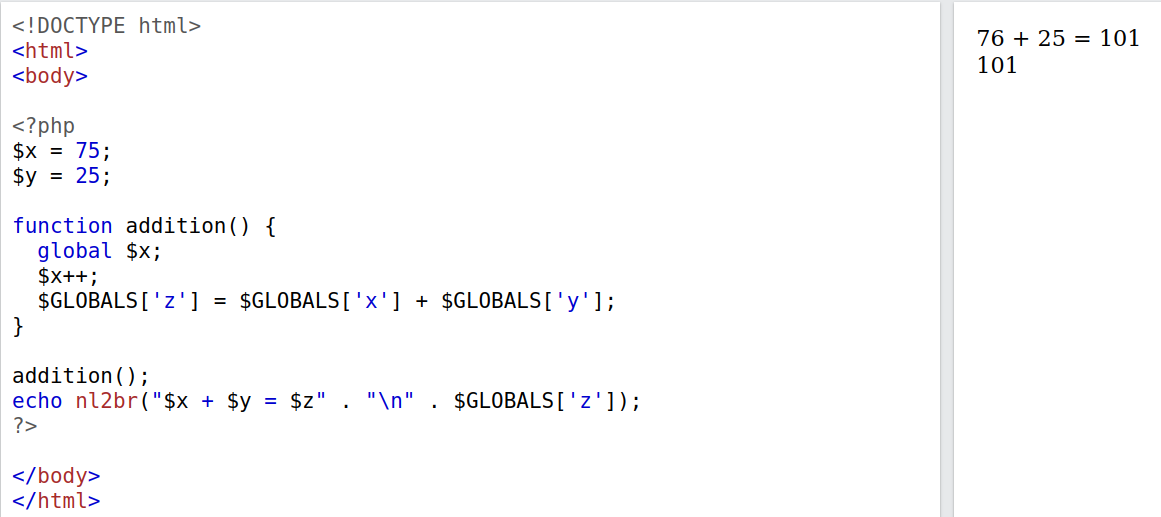 <!DOCTYPE html>
<html>
<body>

<?php
$x = 75;
$y = 25;

function addition() {
  global $x;
  $x++;
  $GLOBALS['z'] = $GLOBALS['x'] + $GLOBALS['y'];
}

addition();
echo nl2br("$x + $y = $z" . "\n" . $GLOBALS['z']);
?>

</body>
</html>
76 + 25 = 101
101